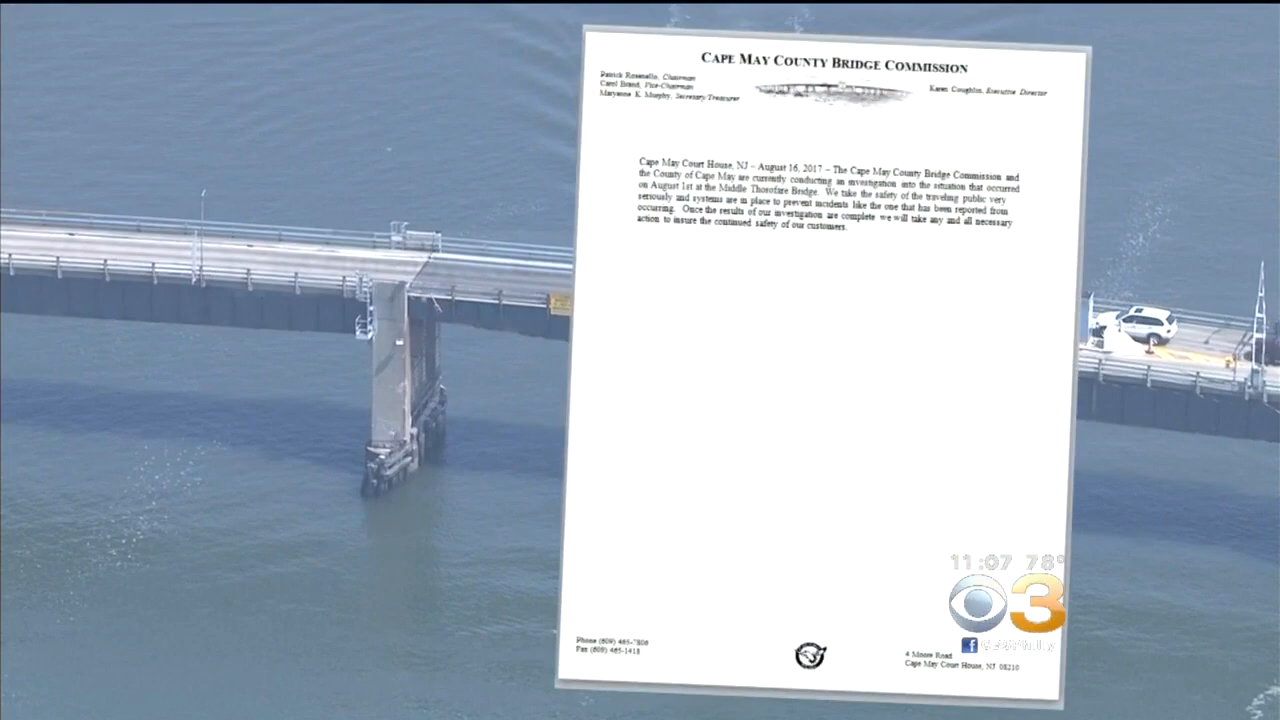 CAPE MAY COUNTY BRIDGE COMMISSION
Patrick Rosenello, Chairman
Carol Brand, Vice-Chairman
Maryanne K. Murphy, Secretary/Treasurer
Karen Coughlin, Executive Director
Cape May Court House, NJ – August 16, 2017 – The Cape May County Bridge Commission and
the County of Cape May are currently conducting an investigation into the situation that occurred
on August 1st at the Middle Thorofare Bridge. We take the safety of the traveling public very
seriously and systems are in place to prevent incidents like the one that has been reported from
occurring. Once the results of our investigation are complete we will take any and all necessary
action to insure the continued safety of our customers.
11:07 78°
3
f CBSPhilly
Phone (609) 465-7806
Fax (609) 465-1418
4 Moore Road
Cape May Court House, NJ 08210